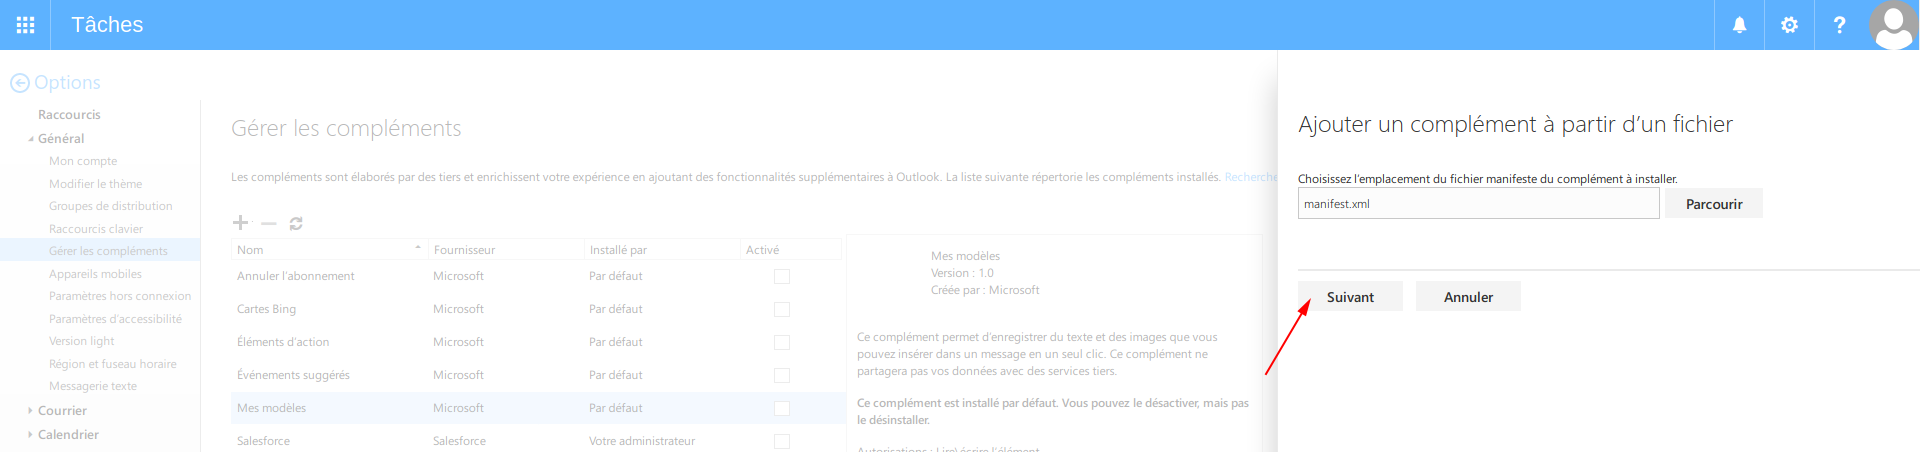 Tâches
Options
Raccourcis
Général
Mon compte
Modifier le thème
Groupes de distribution
Raccourcis clavier
Gérer les compléments
Appareils mobiles
Paramètres hors connexion
Paramètres d'accessibilité
Version light
Région et fuseau horaire
Messagerie texte
Courrier
Calendrier
Gérer les compléments
Les compléments sont élaborés par des tiers et enrichissent votre expérience en ajoutant des fonctionnalités supplémentaires à Outlook. La liste suivante répertorie les compléments installés. Recherche
Nom Fournisseur Installé par Activé
Annuler l'abonnement Microsoft Par défaut
Cartes Bing Microsoft Par défaut
Éléments d'action Microsoft Par défaut
Événements suggérés Microsoft Par défaut
Mes modèles Microsoft Par défaut
Salesforce Salesforce Votre administrateur
Mes modèles
Version : 1.0
Créée par : Microsoft
Ce complément permet d'enregistrer du texte et des images que vous
pouvez insérer dans un message en un seul clic. Ce complément ne
partagera pas vos données avec des services tiers.
Ce complément est installé par défaut. Vous pouvez le désactiver, mais pas
le désinstaller.
Autorisations : Lire\écrire l'élément
Ajouter un complément à partir d’un fichier
Choisissez l'emplacement du fichier manifeste du complément à installer.
manifest.xml Parcourir
Suivant Annuler